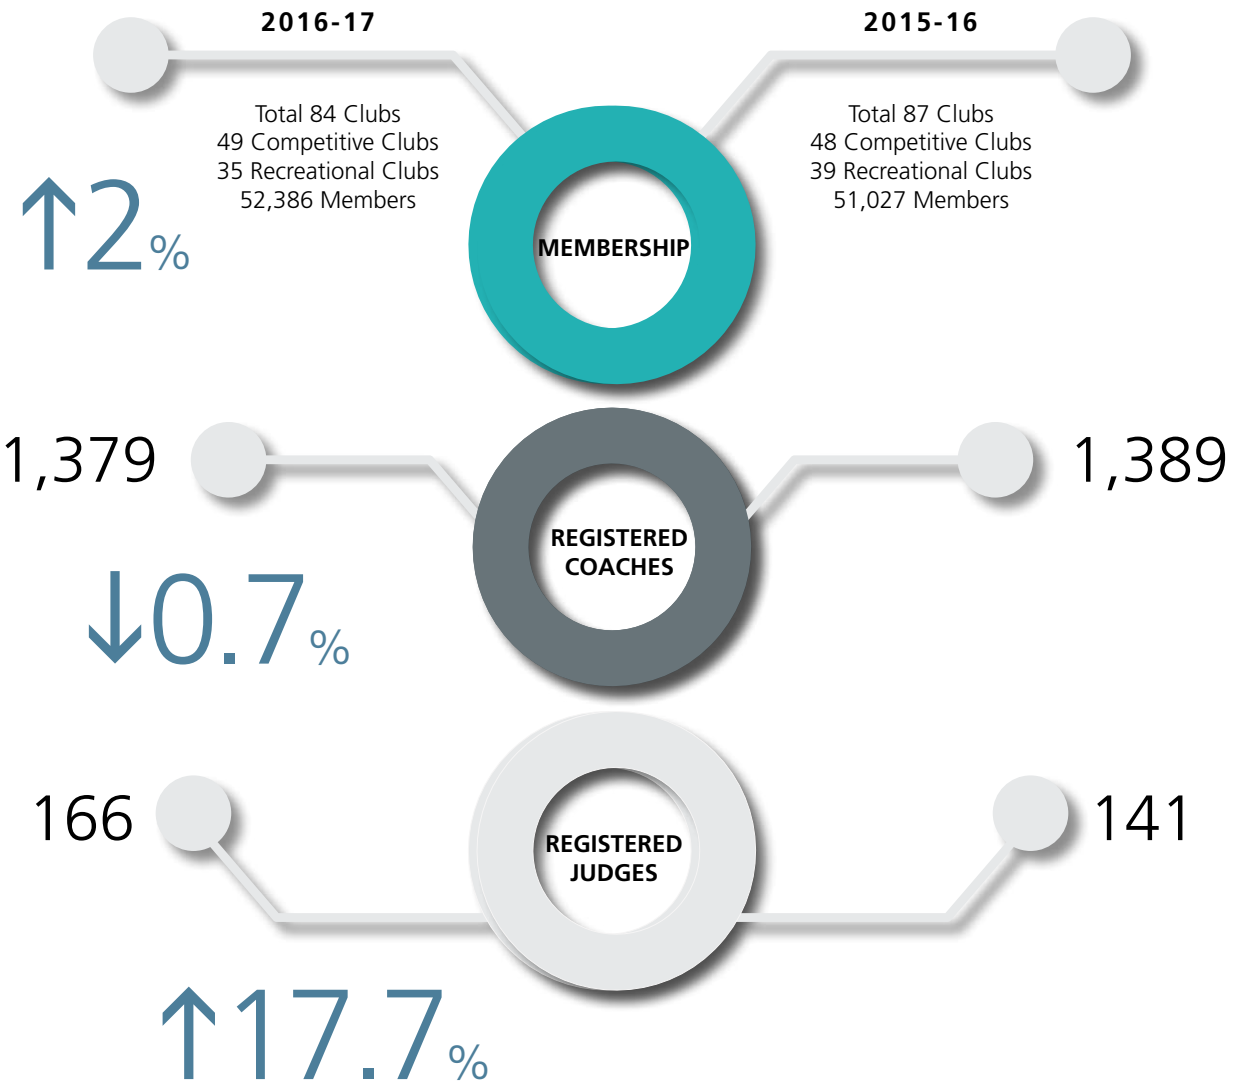 2016-17
2015-16
Total 84 Clubs
49 Competitive Clubs
35 Recreational Clubs
52,386 Members
Total 87 Clubs
48 Competitive Clubs
39 Recreational Clubs
51,027 Members
↑2%
MEMBERSHIP
1,379
1,389
REGISTERED
COACHES
↓0.7%
166
141
REGISTERED
JUDGES
↑17.7%